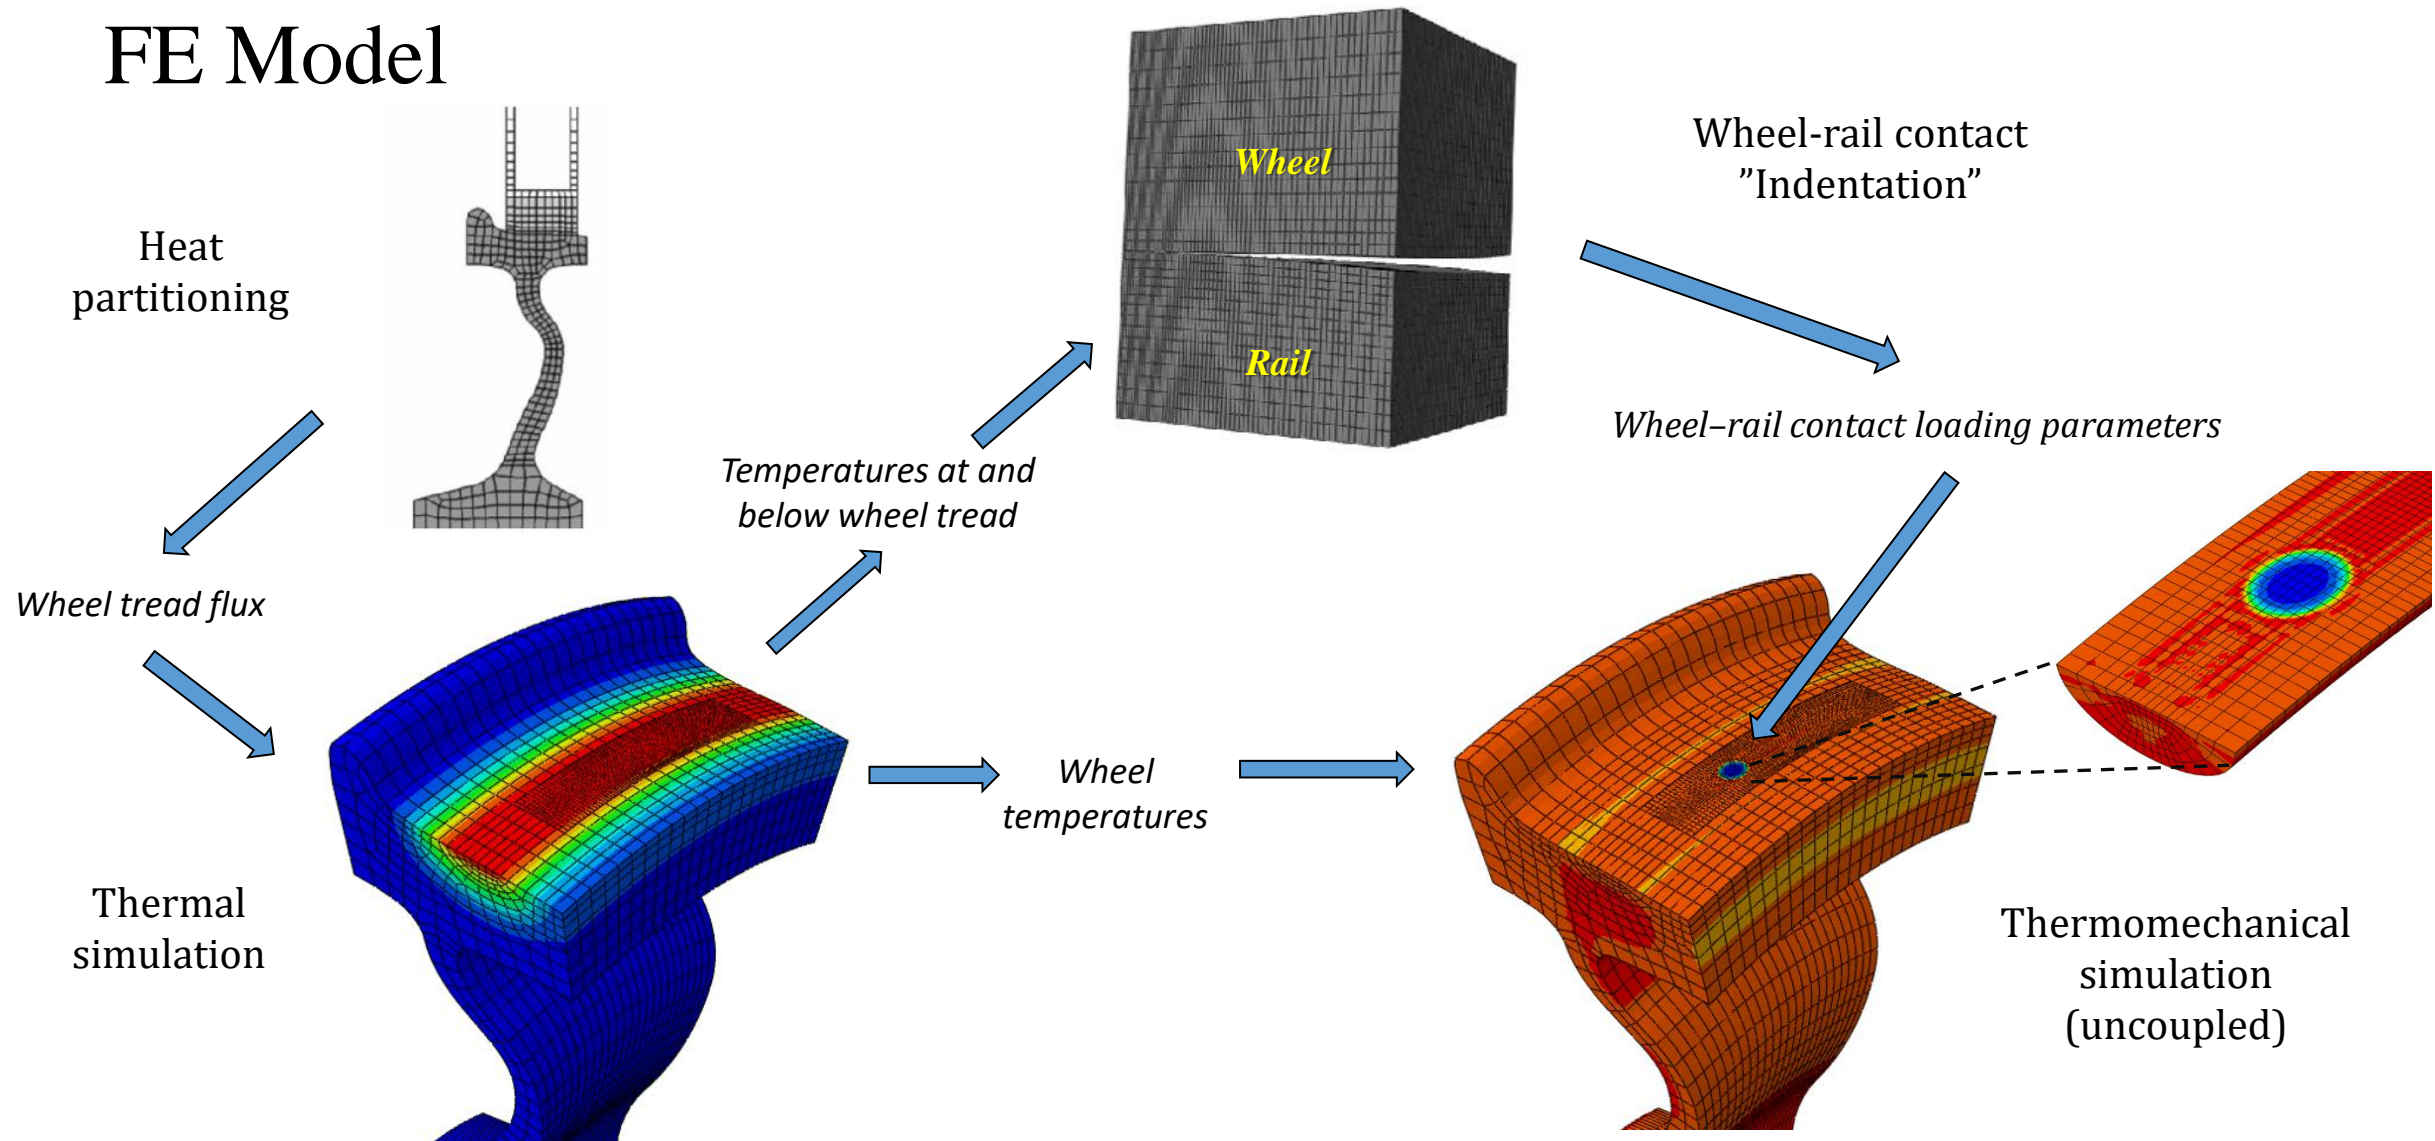 FE Model
Heat
partitioning
Wheel
Rail
Wheel-rail contact
”Indentation”
Wheel–rail contact loading parameters
Temperatures at and
below wheel tread
Wheel tread flux
Wheel
temperatures
Thermal
simulation
Thermomechanical
simulation
(uncoupled)